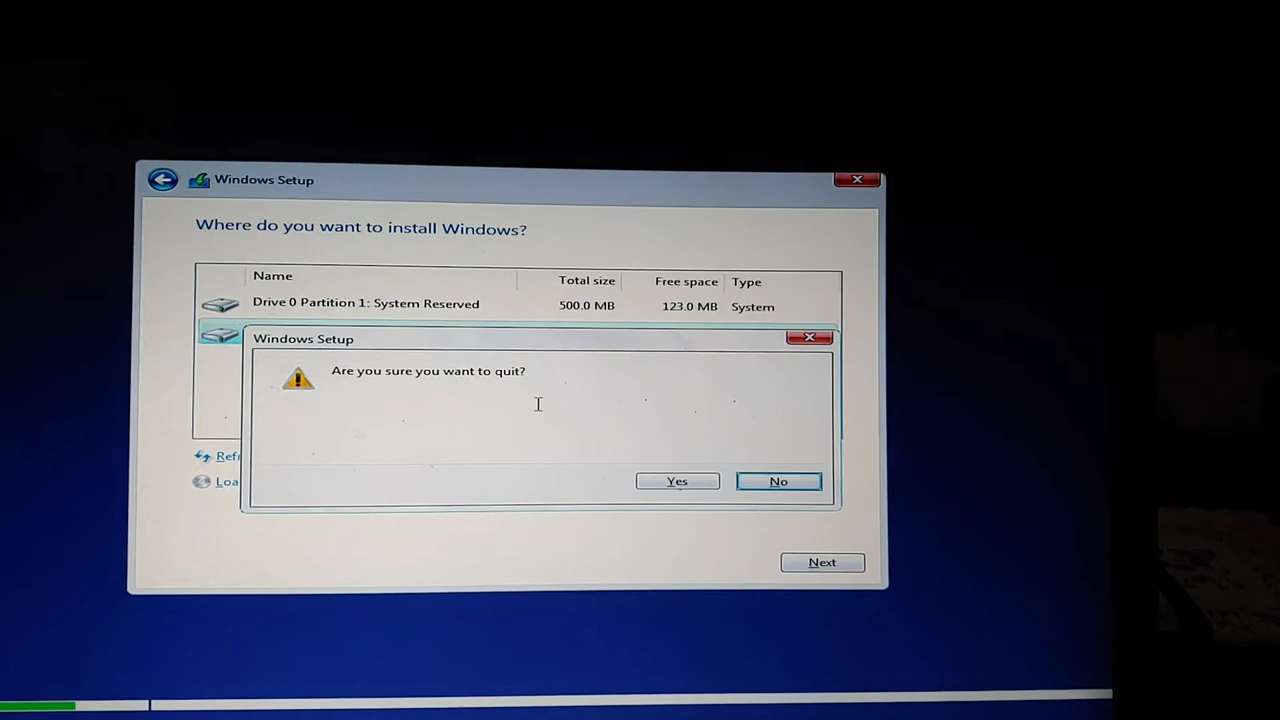 Windows Setup
Where do you want to install Windows?
Name Total size Free space Type
Drive 0 Partition 1: System Reserved 500.0 MB 123.0 MB System
Windows Setup
Are you sure you want to quit?
Refr
Loa
Yes No
Next